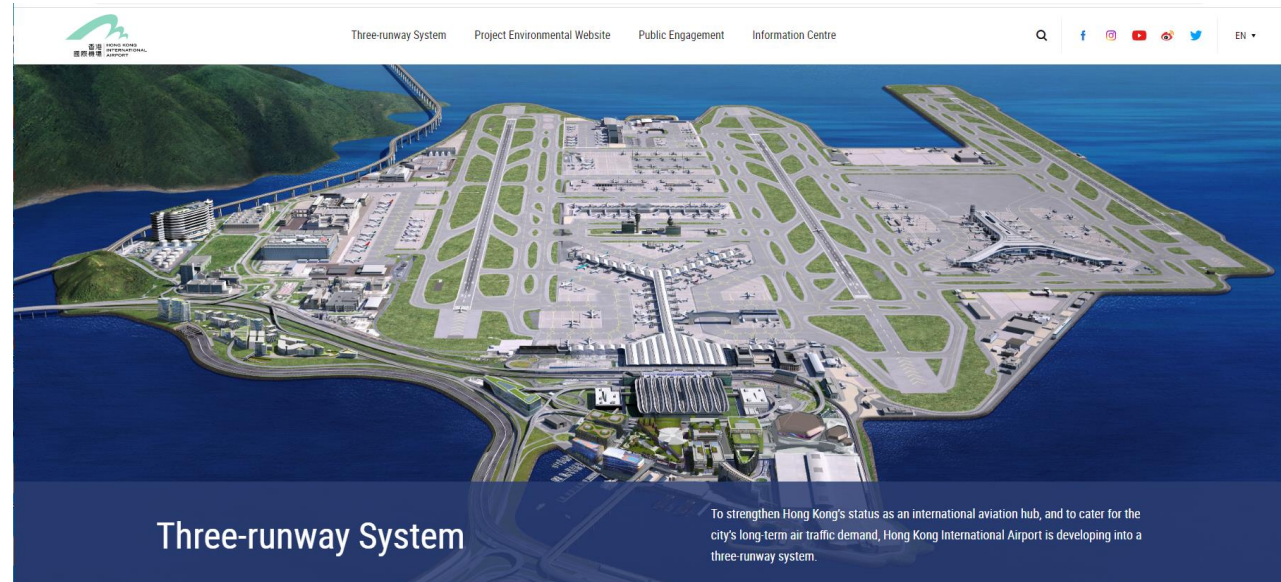 香港
國際機場
HONG KONG
INTERNATIONAL
AIRPORT
Three-runway System
Project Environmental Website
Public Engagement
Information Centre
EN
Three-runway System
To strengthen Hong Kong's status as an international aviation hub, and to cater for the
city's long-term air traffic demand, Hong Kong International Airport is developing into a
three-runway system.